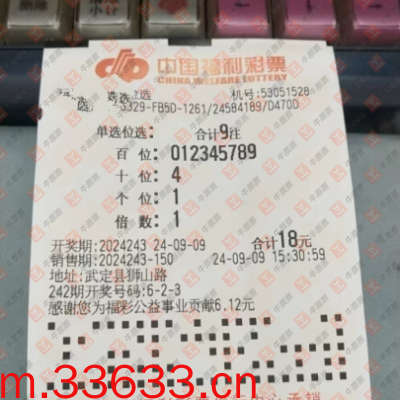 中国福利彩票
CHINA WELFARE LOTTERY
机号:53051528
3329-FB5D-1261/24584189/D470D
单选位选: 合计9注
百 位: 012345789
十 位: 4
个 位: 1
倍 数: 1
开奖期:2024243 24-09-09 合计18元
销售期:2024243-150 24-09-09 15:30:59
地址:武定县狮山路
242期开奖号码:6-2-3
感谢您为福彩公益事业贡献6.12元
m.33633.cn